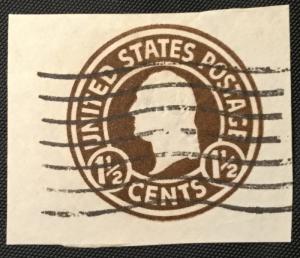 UNITED STATES POSTAGE
1½ 1½
CENTS